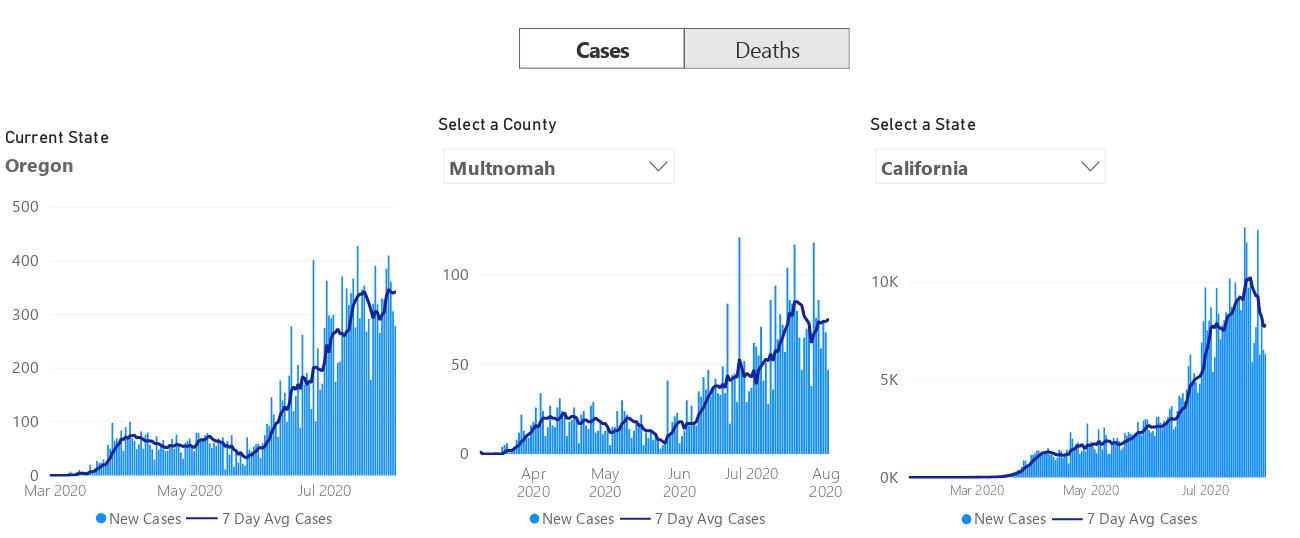 Cases Deaths
Current State
Oregon
500
400
300
200
100
0
Mar 2020 May 2020 Jul 2020
New Cases 7 Day Avg Cases
Select a County
Multnomah
100
50
0
Apr May Jun Jul 2020 Aug
2020 2020 2020 2020
New Cases 7 Day Avg Cases
Select a State
California
10K
5K
0K
Mar 2020 May 2020 Jul 2020
New Cases 7 Day Avg Cases